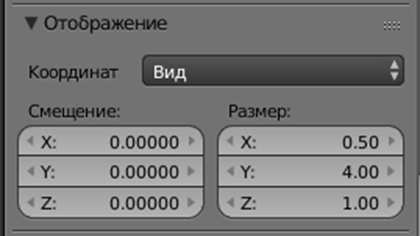 Отображение
Координат Вид
Смещение: Размер:
X: 0.00000 X: 0.50
Y: 0.00000 Y: 4.00
Z: 0.00000 Z: 1.00